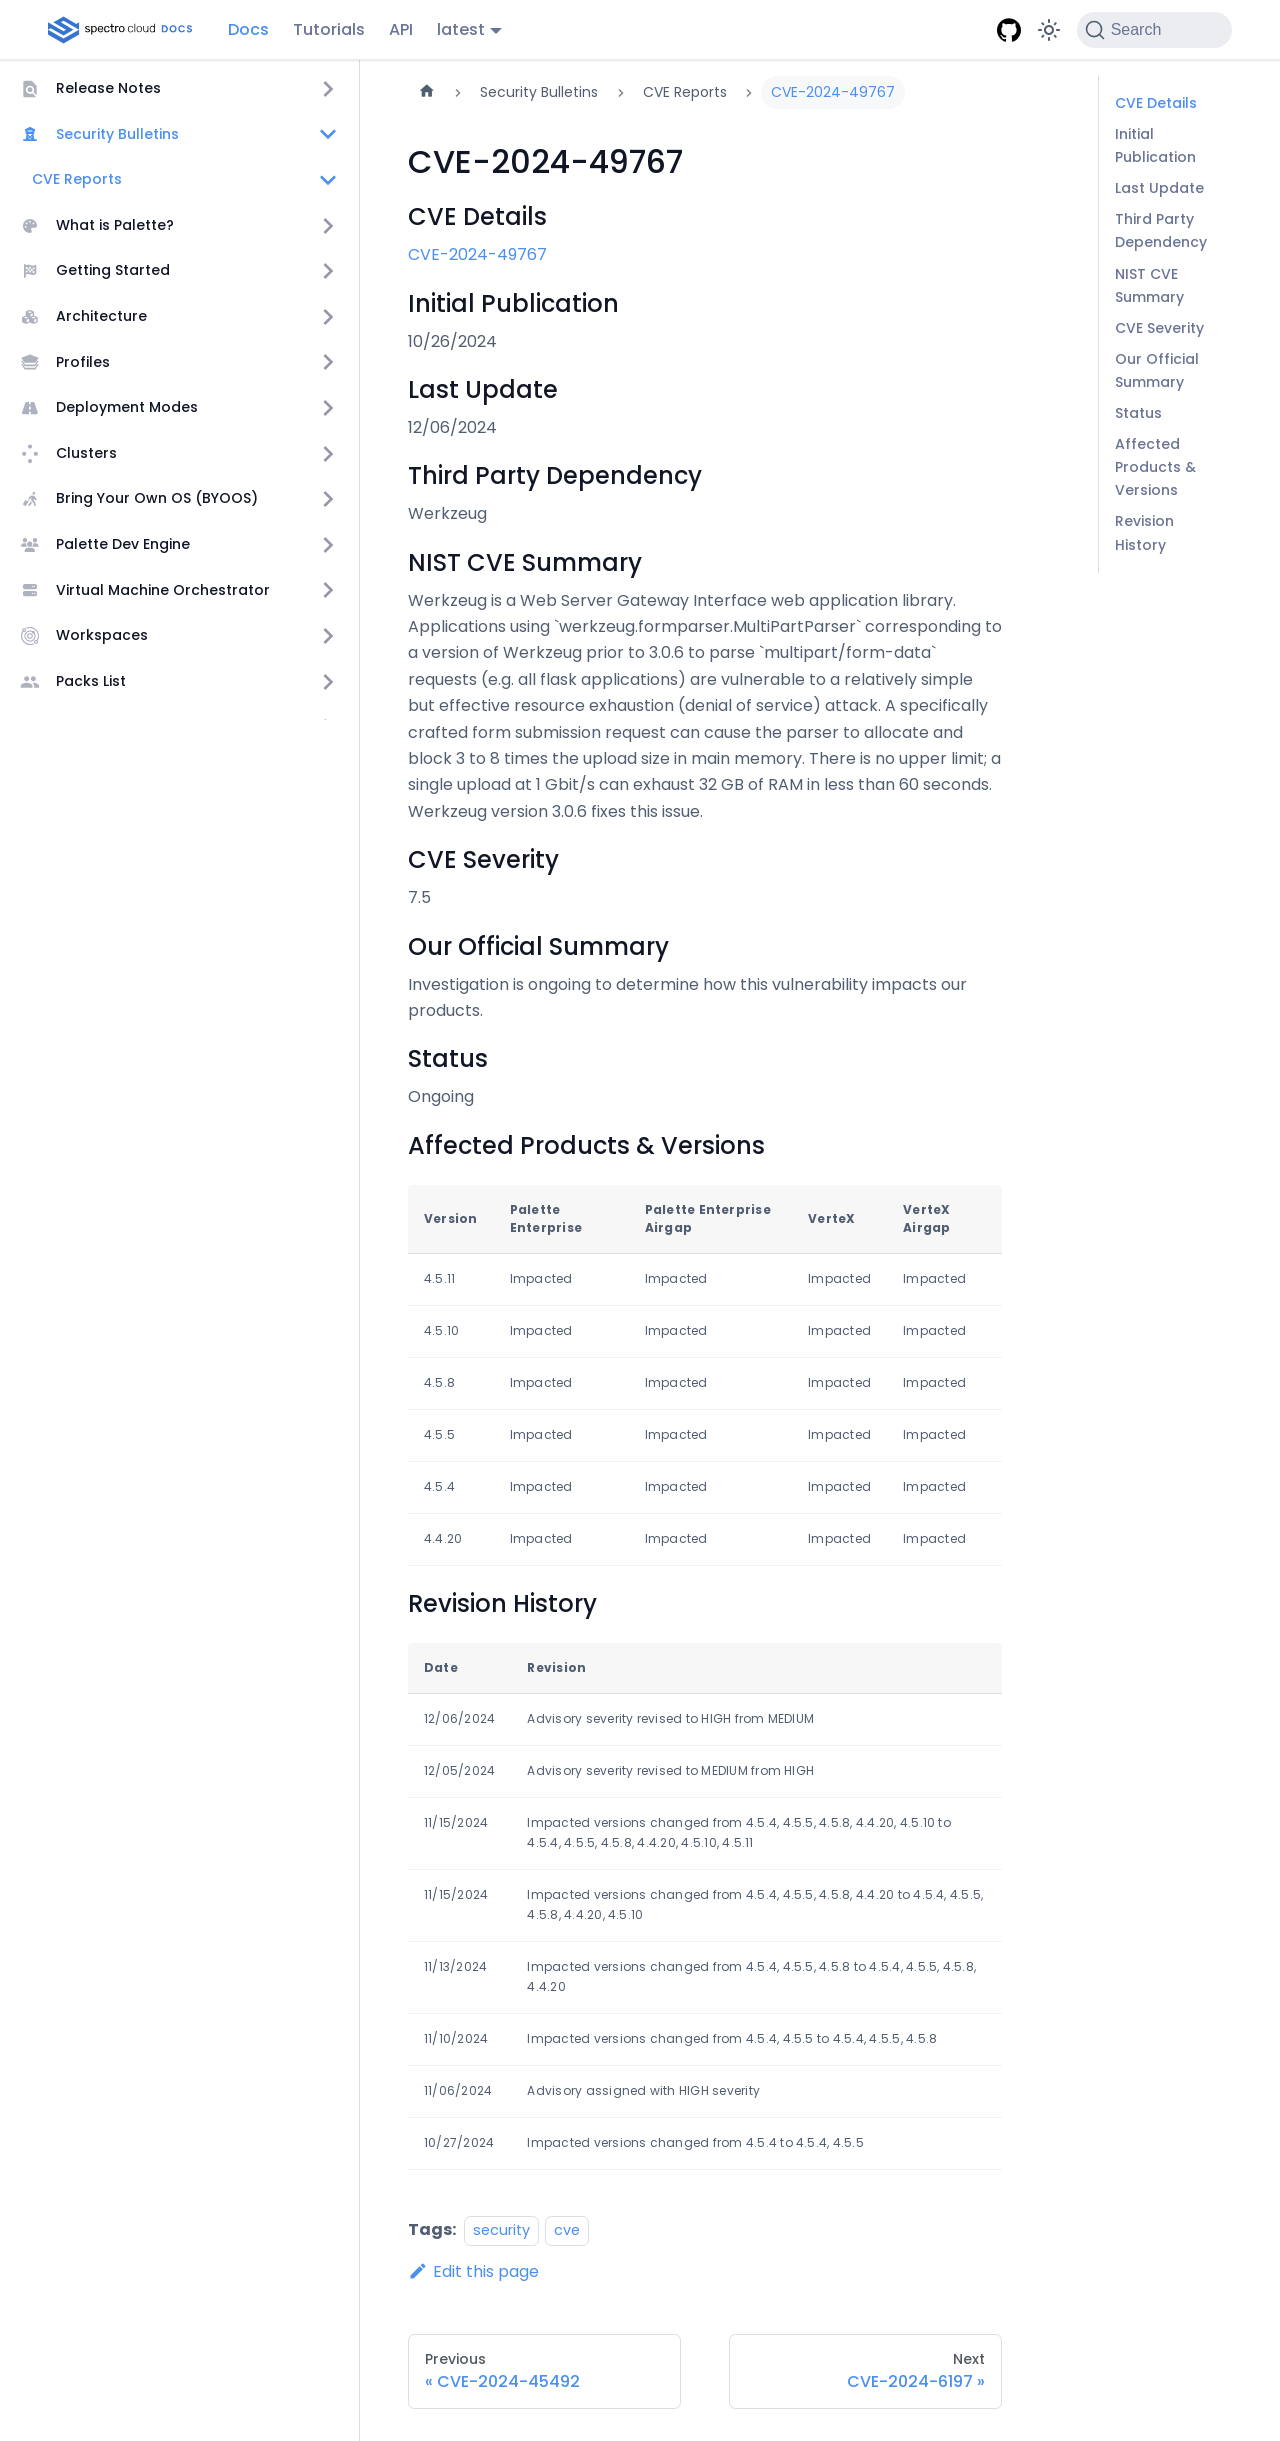 spectro cloud DOCS
Docs
Tutorials
API
latest
Search
Release Notes
Security Bulletins
CVE Reports
What is Palette?
Getting Started
Architecture
Profiles
Deployment Modes
Clusters
Bring Your Own OS (BYOOS)
Palette Dev Engine
Virtual Machine Orchestrator
Workspaces
Packs List
Security Bulletins
CVE Reports
CVE-2024-49767
CVE-2024-49767
CVE Details
CVE-2024-49767
Initial Publication
10/26/2024
Last Update
12/06/2024
Third Party Dependency
Werkzeug
NIST CVE Summary
Werkzeug is a Web Server Gateway Interface web application library.
Applications using `werkzeug.formparser.MultiPartParser` corresponding to
a version of Werkzeug prior to 3.0.6 to parse `multipart/form-data`
requests (e.g. all flask applications) are vulnerable to a relatively simple
but effective resource exhaustion (denial of service) attack. A specifically
crafted form submission request can cause the parser to allocate and
block 3 to 8 times the upload size in main memory. There is no upper limit; a
single upload at 1 Gbit/s can exhaust 32 GB of RAM in less than 60 seconds.
Werkzeug version 3.0.6 fixes this issue.
CVE Severity
7.5
Our Official Summary
Investigation is ongoing to determine how this vulnerability impacts our
products.
Status
Ongoing
Affected Products & Versions
Version Palette Enterprise Palette Enterprise Airgap VerteX VerteX Airgap
4.5.11 Impacted Impacted Impacted Impacted
4.5.10 Impacted Impacted Impacted Impacted
4.5.8 Impacted Impacted Impacted Impacted
4.5.5 Impacted Impacted Impacted Impacted
4.5.4 Impacted Impacted Impacted Impacted
4.4.20 Impacted Impacted Impacted Impacted
Revision History
Date Revision
12/06/2024 Advisory severity revised to HIGH from MEDIUM
12/05/2024 Advisory severity revised to MEDIUM from HIGH
11/15/2024 Impacted versions changed from 4.5.4, 4.5.5, 4.5.8, 4.4.20, 4.5.10 to
4.5.4, 4.5.5, 4.5.8, 4.4.20, 4.5.10, 4.5.11
11/15/2024 Impacted versions changed from 4.5.4, 4.5.5, 4.5.8, 4.4.20 to 4.5.4, 4.5.5,
4.5.8, 4.4.20, 4.5.10
11/13/2024 Impacted versions changed from 4.5.4, 4.5.5, 4.5.8 to 4.5.4, 4.5.5, 4.5.8,
4.4.20
11/10/2024 Impacted versions changed from 4.5.4, 4.5.5 to 4.5.4, 4.5.5, 4.5.8
11/06/2024 Advisory assigned with HIGH severity
10/27/2024 Impacted versions changed from 4.5.4 to 4.5.4, 4.5.5
Tags: security cve
Edit this page
Previous
« CVE-2024-45492
Next
CVE-2024-6197 »
CVE Details
Initial
Publication
Last Update
Third Party
Dependency
NIST CVE
Summary
CVE Severity
Our Official
Summary
Status
Affected
Products &
Versions
Revision
History